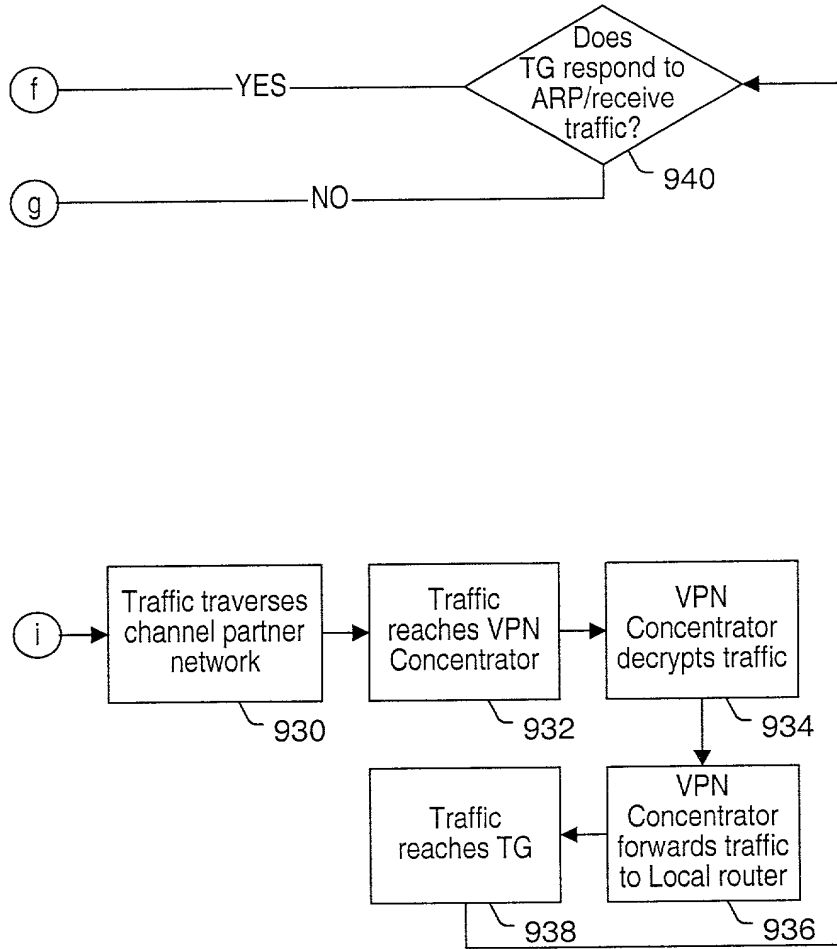 Does
TG respond to
ARP/receive
traffic?
f
YES
940
g
NO
i
Traffic traverses
channel partner
network
930
Traffic
reaches VPN
Concentrator
932
VPN
Concentrator
decrypts traffic
934
VPN
Concentrator
forwards traffic
to Local router
936
Traffic
reaches TG
938